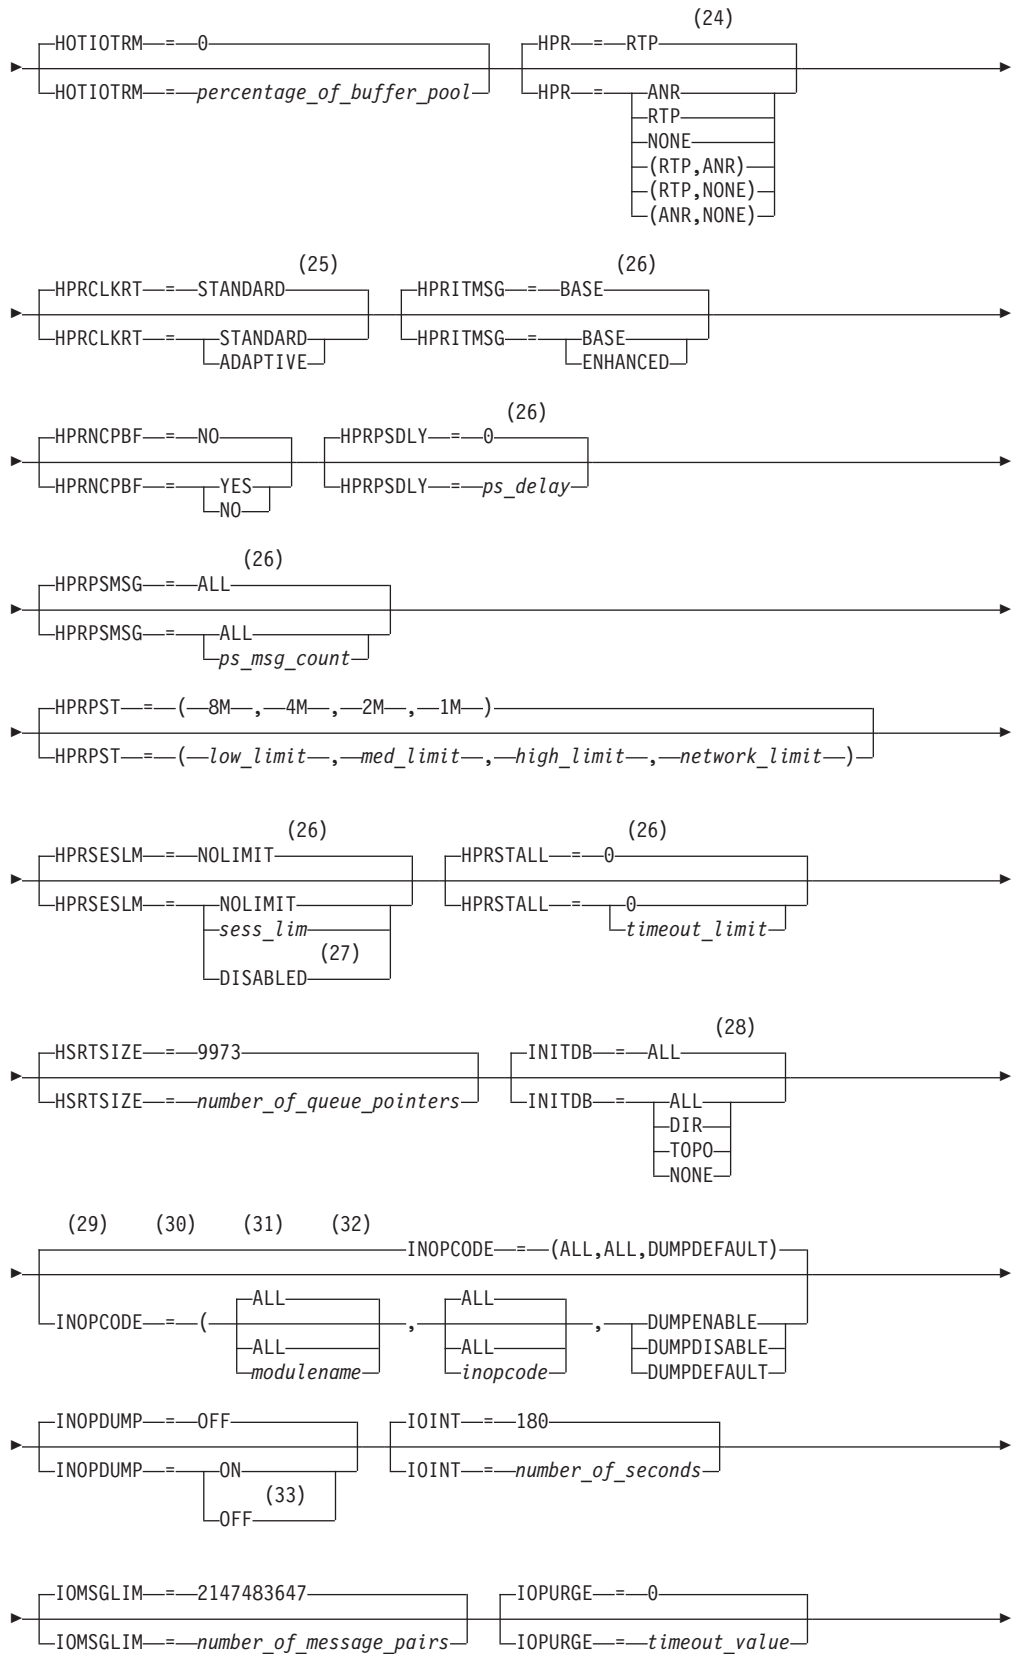 (24)
HOTIOTRM = 0 HPR = RTP
HOTIOTRM = percentage_of_buffer_pool HPR = ANR
RTP
NONE
(RTP,ANR)
(RTP,NONE)
(ANR,NONE)
(25) (26)
HPRCLKRT = STANDARD HPRITMSG = BASE
HPRCLKRT = STANDARD HPRITMSG = BASE
ADAPTIVE ENHANCED
(26)
HPRNCPBF = NO HPRPSDLY = 0
HPRNCPBF = YES HPRPSDLY = ps_delay
NO
(26)
HPRPSMSG = ALL
HPRPSMSG = ALL
ps_msg_count
HPRPST = ( 8M , 4M , 2M , 1M )
HPRPST = ( low_limit , med_limit , high_limit , network_limit )
(26) (26)
HPRSESLM = NOLIMIT HPRSTALL = 0
HPRSESLM = NOLIMIT HPRSTALL = 0
sess_lim timeout_limit
(27)
DISABLED
(28)
HSRTSIZE = 9973 INITDB = ALL
HSRTSIZE = number_of_queue_pointers INITDB = ALL
DIR
TOPO
NONE
(29) (30) (31) (32)
INOPCODE = (ALL,ALL,DUMPDEFAULT)
ALL ALL
INOPCODE = ( , , DUMPENABLE
ALL ALL DUMPDISABLE
modulename inopcode DUMPDEFAULT
INOPDUMP = OFF IOINT = 180
INOPDUMP = ON IOINT = number_of_seconds
(33)
OFF
IOMSGLIM = 2147483647 IOPURGE = 0
IOMSGLIM = number_of_message_pairs IOPURGE = timeout_value